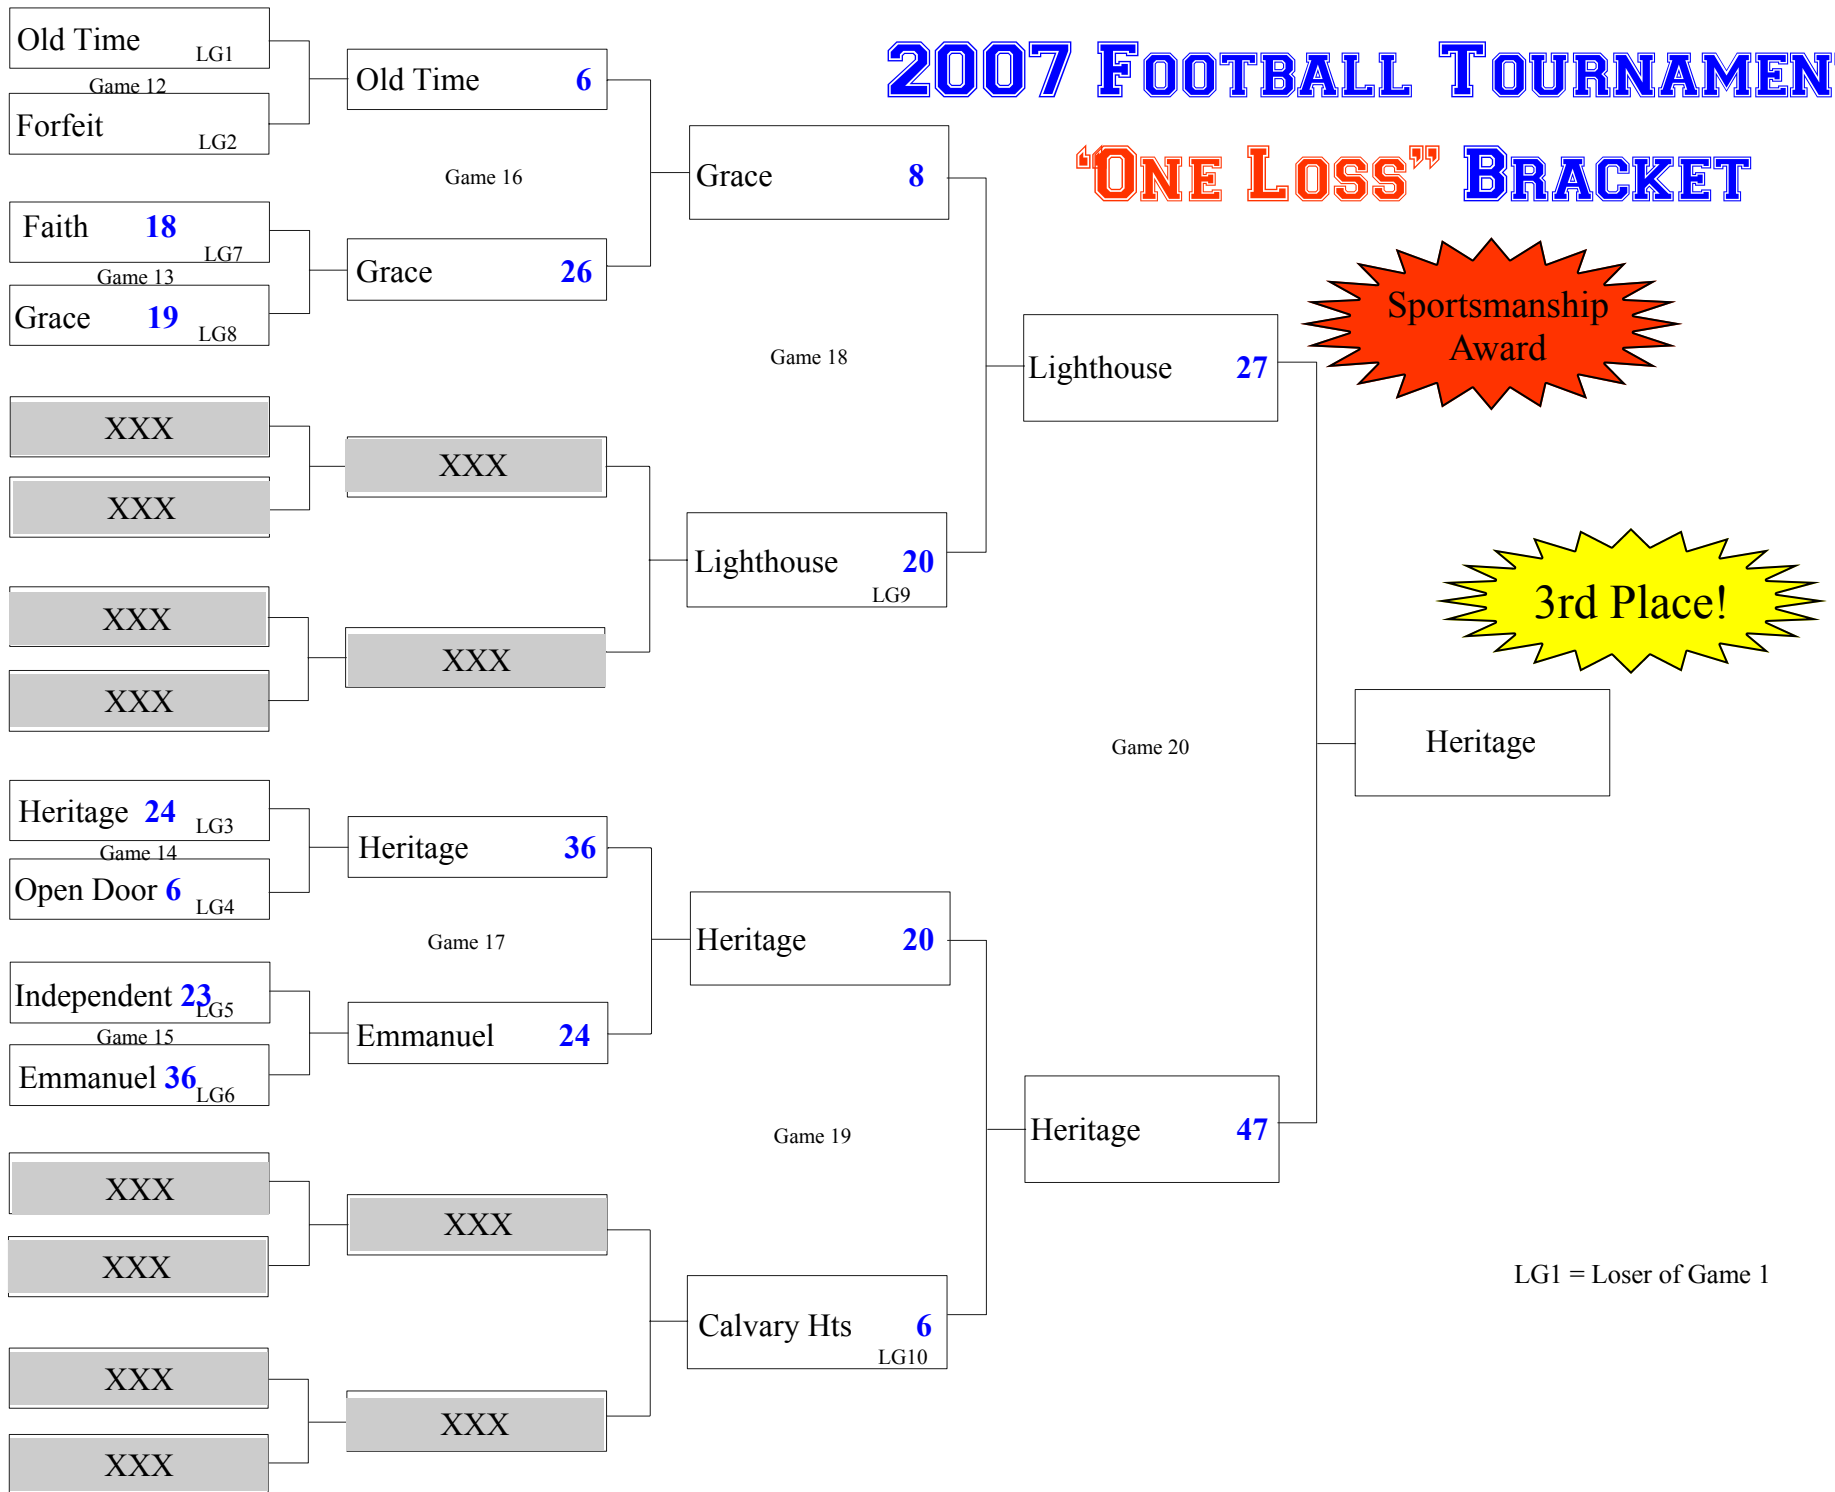 2007 FOOTBALL TOURNAMEN
"ONE LOSS" BRACKET
Old Time LG1
Game 12
Forfeit LG2
Faith 18 LG7
Game 13
Grace 19 LG8
XXX
XXX
XXX
XXX
Heritage 24 LG3
Game 14
Open Door 6 LG4
Independent 23 LG5
Game 15
Emmanuel 36 LG6
XXX
XXX
XXX
XXX
Old Time 6
Game 16
Grace 26
XXX
XXX
Heritage 36
Game 17
Emmanuel 24
XXX
XXX
Grace 8
Game 18
Lighthouse 20
LG9
Heritage 20
Game 19
Calvary Hts 6
LG10
Lighthouse 27
Game 20
Heritage 47
Sportsmanship
Award
3rd Place!
Heritage
LG1 = Loser of Game 1